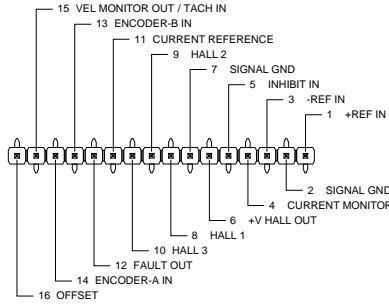 15 VEL MONITOR OUT / TACH IN
13 ENCODER-B IN
11 CURRENT REFERENCE
9 HALL 2
7 SIGNAL GND
5 INHIBIT IN
3 -REF IN
1 +REF IN
2 SIGNAL GND
4 CURRENT MONITOR
6 +V HALL OUT
8 HALL 1
10 HALL 3
12 FAULT OUT
14 ENCODER-A IN
16 OFFSET